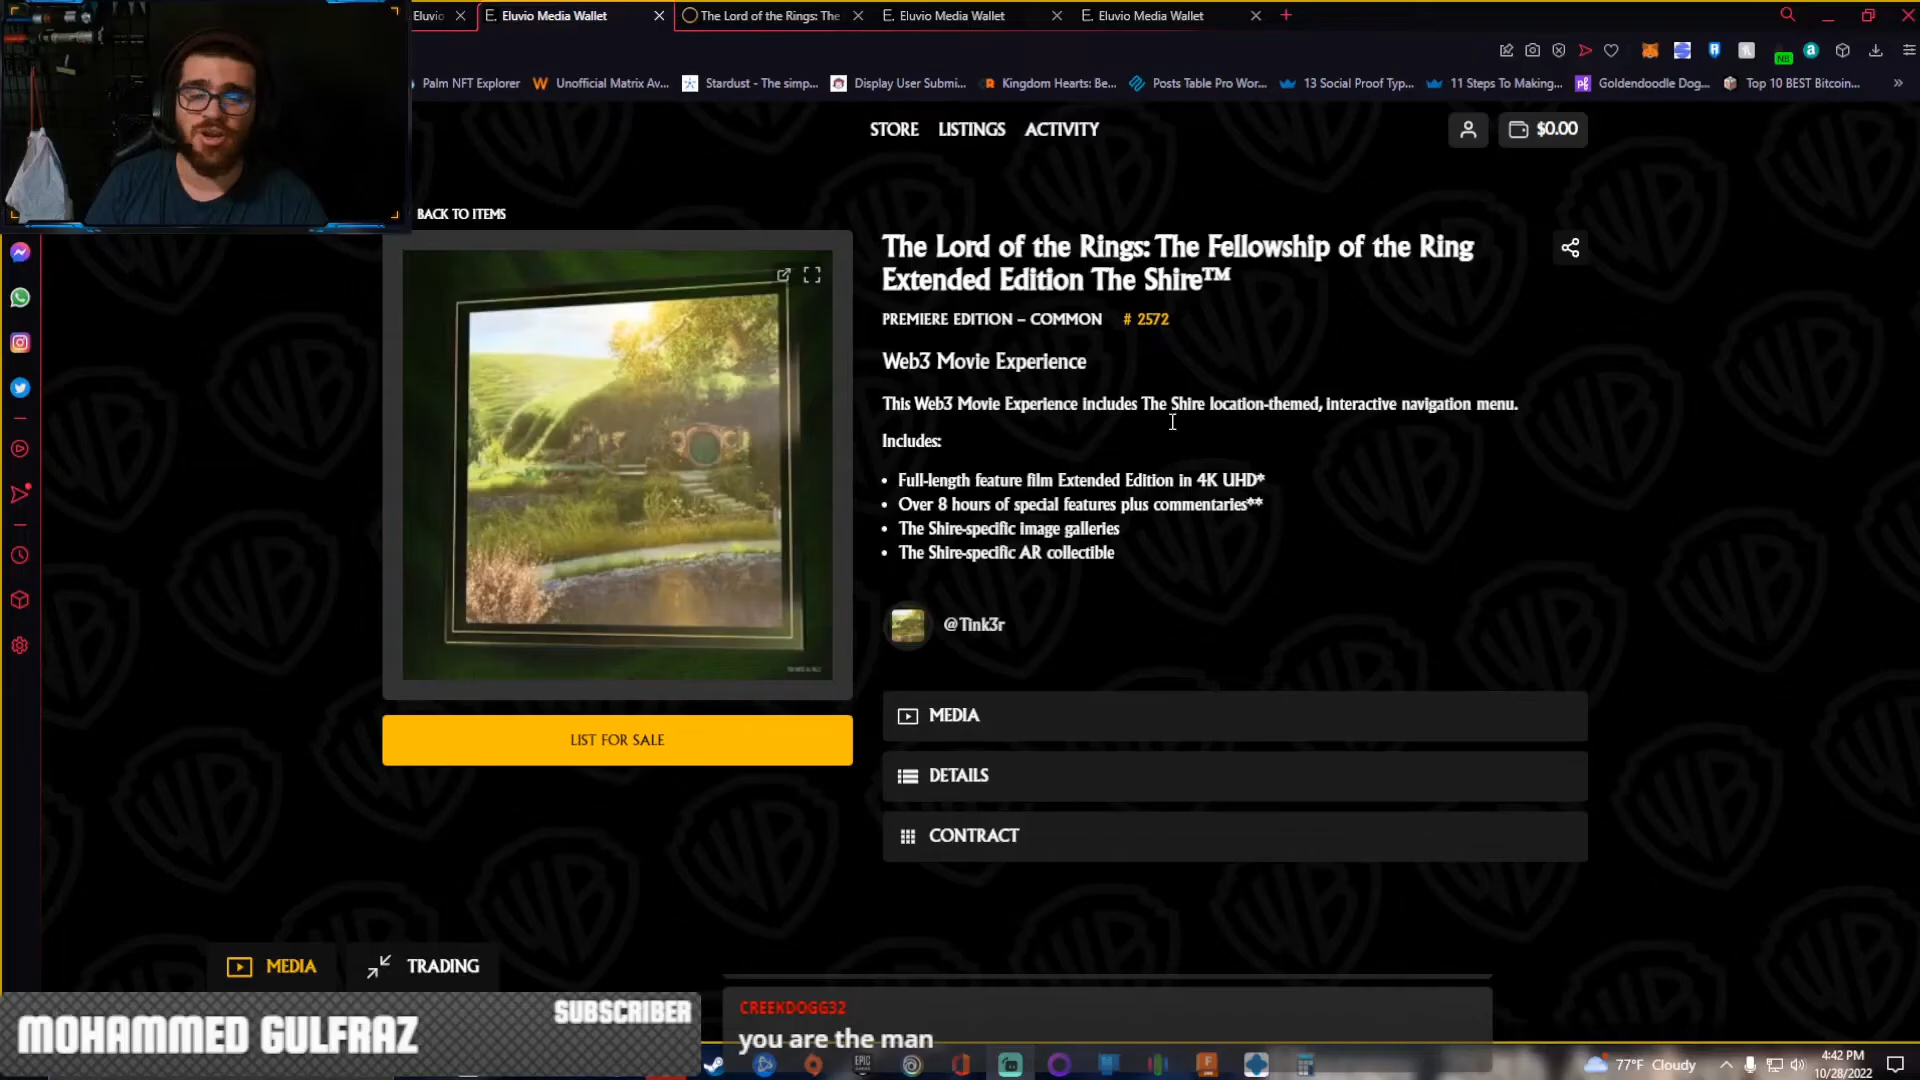 Eluvio
Eluvio Media Wallet
The Lord of the Rings: The
Eluvio Media Wallet
Eluvio Media Wallet
Palm NFT Explorer
Unofficial Matrix Av...
Stardust - The simp...
Display User Submi...
Kingdom Hearts: Be...
Posts Table Pro Wor...
13 Social Proof Typ...
11 Steps To Making...
Goldendoodle Dog...
Top 10 BEST Bitcoin...
STORE
LISTINGS
ACTIVITY
$0.00
BACK TO ITEMS
The Lord of the Rings: The Fellowship of the Ring
Extended Edition The Shire™
PREMIERE EDITION – COMMON # 2572
Web3 Movie Experience
This Web3 Movie Experience includes The Shire location-themed, interactive navigation menu.
Includes:
• Full-length feature film Extended Edition in 4K UHD*
• Over 8 hours of special features plus commentaries**
• The Shire-specific image galleries
• The Shire-specific AR collectible
@Tink3r
LIST FOR SALE
MEDIA
DETAILS
CONTRACT
MEDIA
TRADING
SUBSCRIBER
MOHAMMED GULFRAZ
CREEKDOGG32
you are the man
77°F Cloudy
4:42 PM
10/28/2022